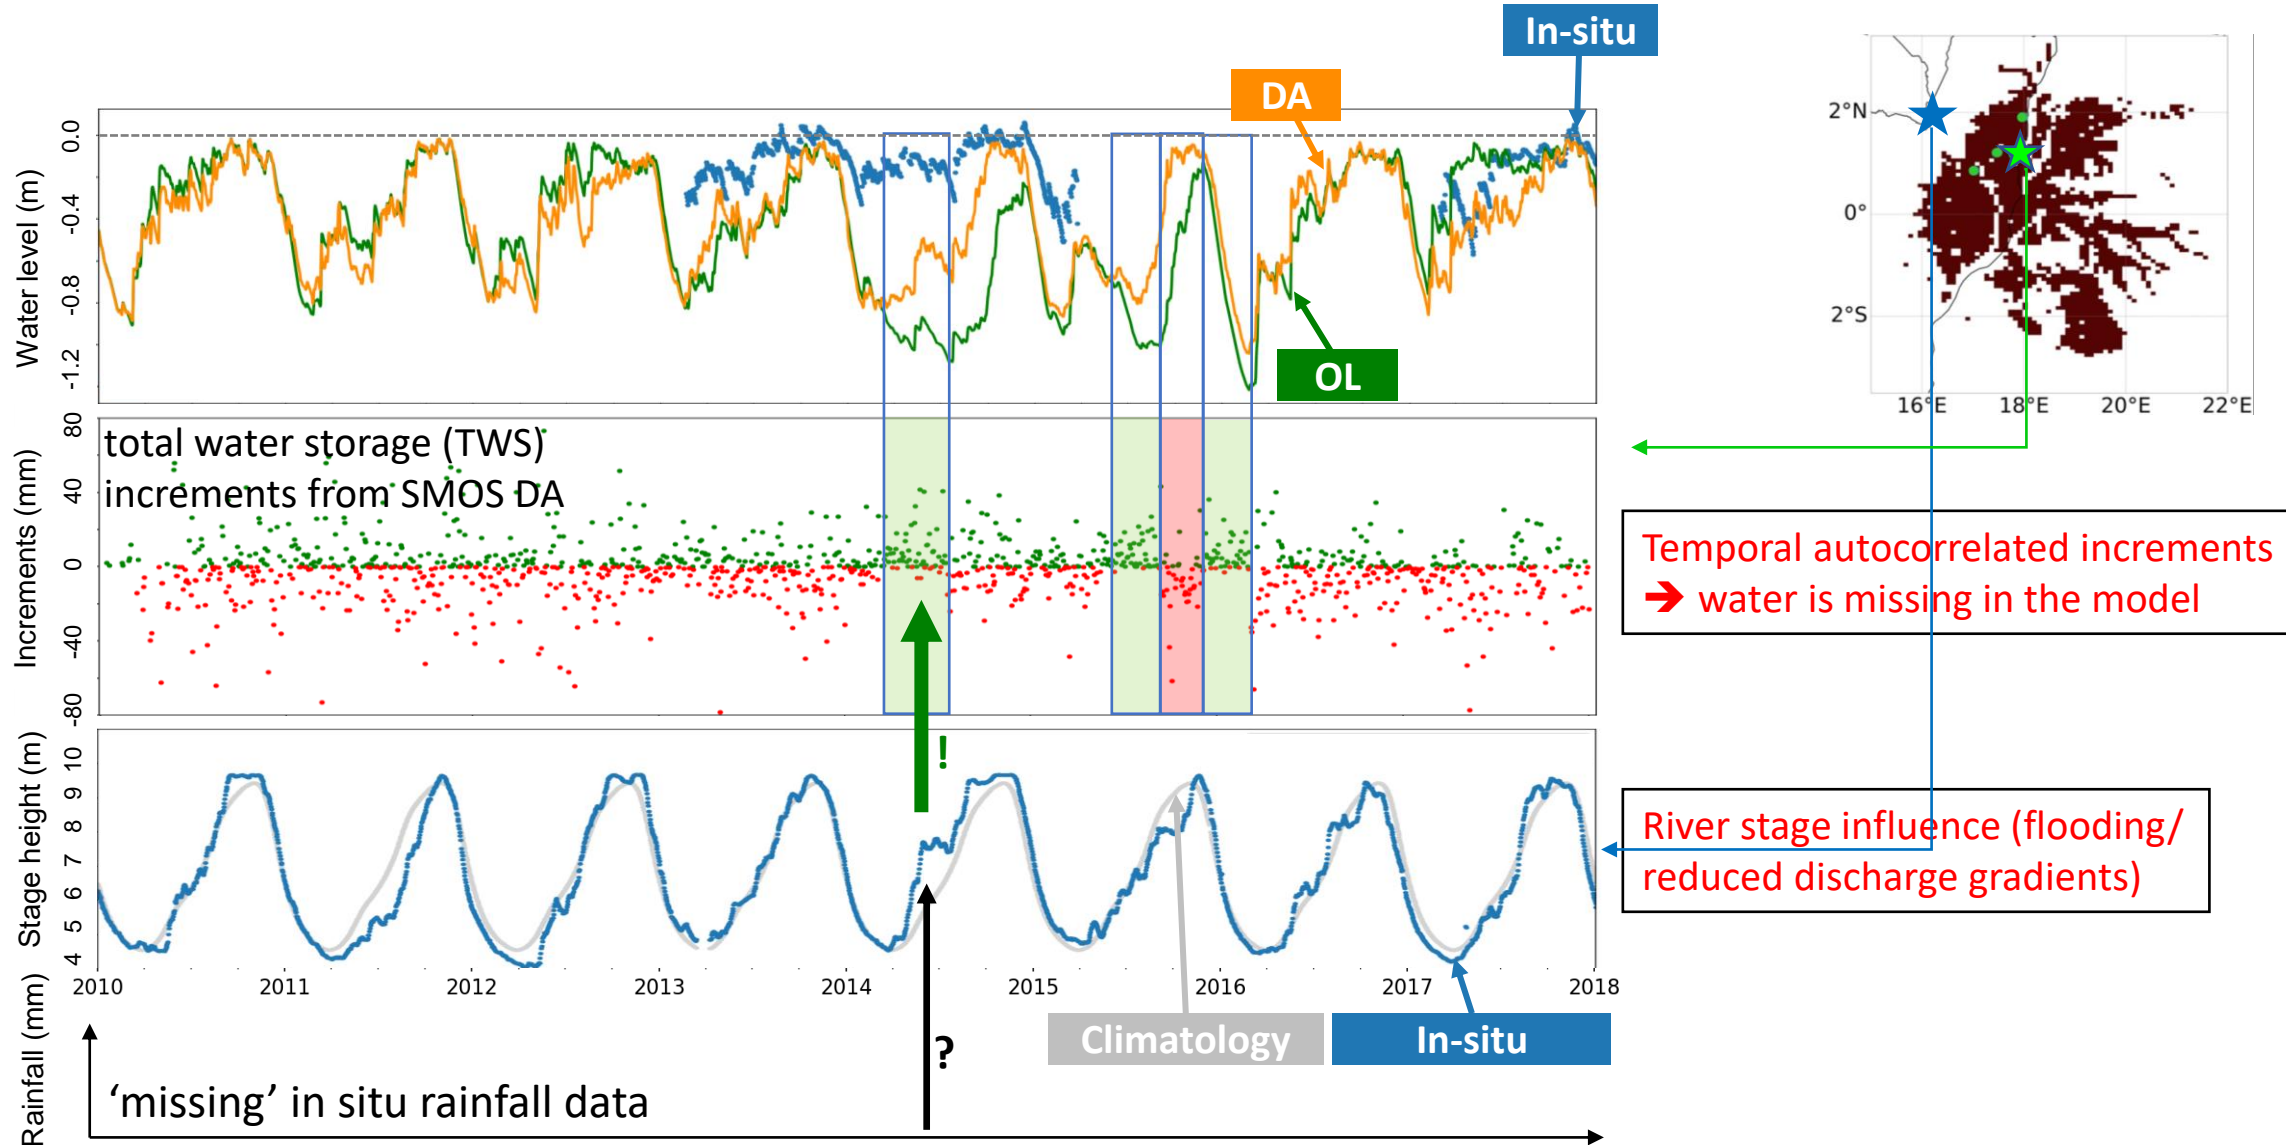 In-situ
DA
OL
Water level (m)
0.0
-0.4
-0.8
-1.2
2°N
0°
2°S
16°E
18°E
20°E
22°E
total water storage (TWS)
increments from SMOS DA
Increments (mm)
80
40
0
-40
-80
Temporal autocorrelated increments
➔ water is missing in the model
!
Stage height (m)
10
9
8
7
6
5
4
River stage influence (flooding/
reduced discharge gradients)
2010
2011
2012
2013
2014
2015
2016
2017
2018
Climatology
In-situ
Rainfall (mm)
?
‘missing’ in situ rainfall data